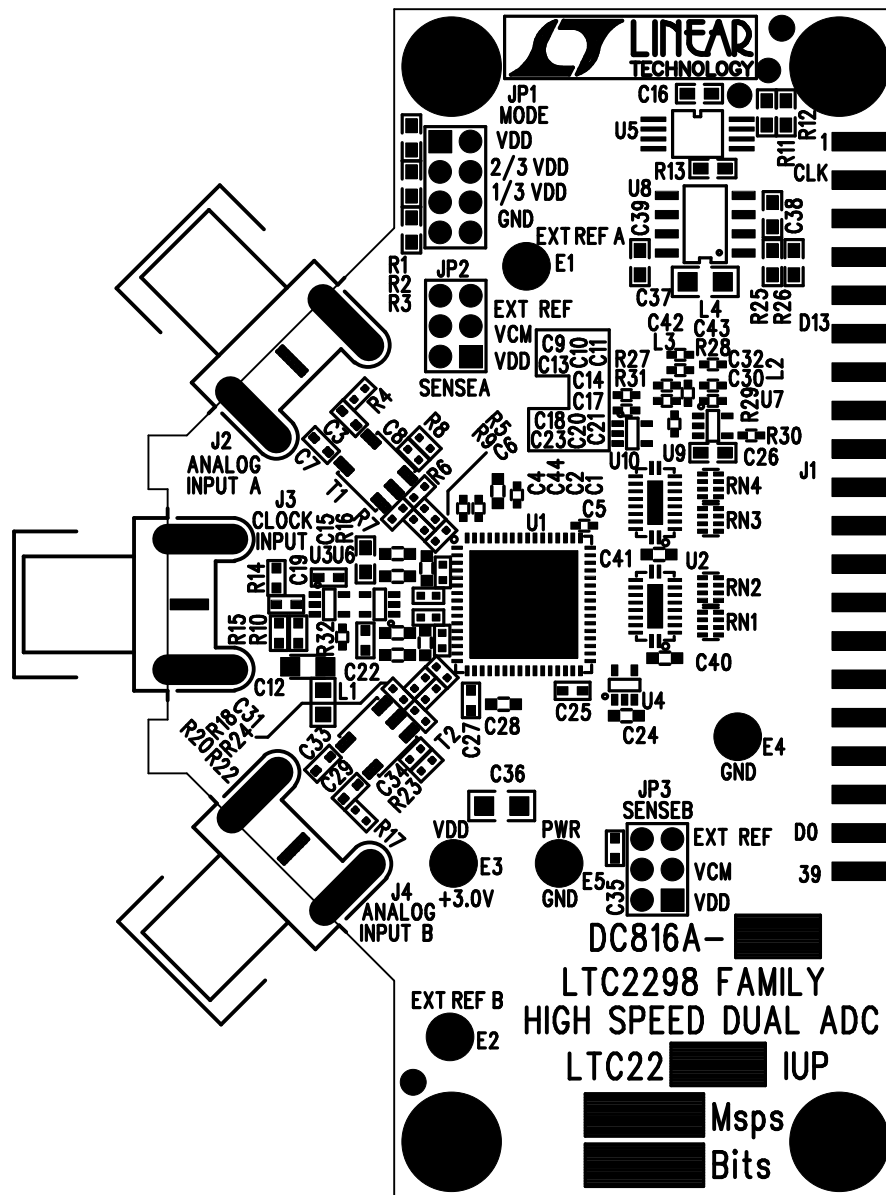 LINEAR
TECHNOLOGY
JP1
MODE
VDD
2/3 VDD
1/3 VDD
GND
R1
R2
R3
C16
U5
R11
R12
R13
U8
C39
C38
C37
L4
R25
R26
1
CLK
D13
J1
D0
39
EXT REF A
E1
JP2
EXT REF
VCM
VDD
SENSEA
C9
C10
C11
C13
C14
C17
C18
C20
C21
C23
R27
R31
C42
C43
L3
R28
C32
L2
C30
U7
R29
R30
U10
U9
C26
RN4
RN3
RN2
RN1
J2
ANALOG
INPUT A
R4
C3
C7
C8
R8
T1
R6
R7
R5
R9
C6
C4
C44
C2
C1
U1
C5
C41
U2
C40
U4
C24
J3
CLOCK
INPUT
C15
R16
U3
U6
C19
R14
R15
R10
R32
C22
C12
L1
R18
C31
R20
R24
R22
C33
C29
C34
R23
T2
R17
C27
C28
C25
C36
E4
GND
J4
ANALOG
INPUT B
VDD
E3
+3.0V
PWR
E5
GND
JP3
SENSEB
EXT REF
VCM
VDD
C35
DC816A-
LTC2298 FAMILY
HIGH SPEED DUAL ADC
LTC22 IUP
Msps
Bits
EXT REF B
E2